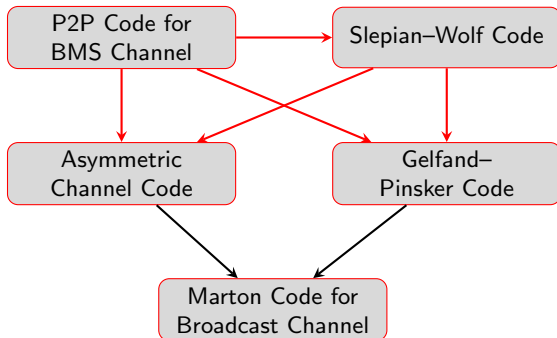 P2P Code for
BMS Channel
Slepian–Wolf Code
Asymmetric
Channel Code
Gelfand–
Pinsker Code
Marton Code for
Broadcast Channel